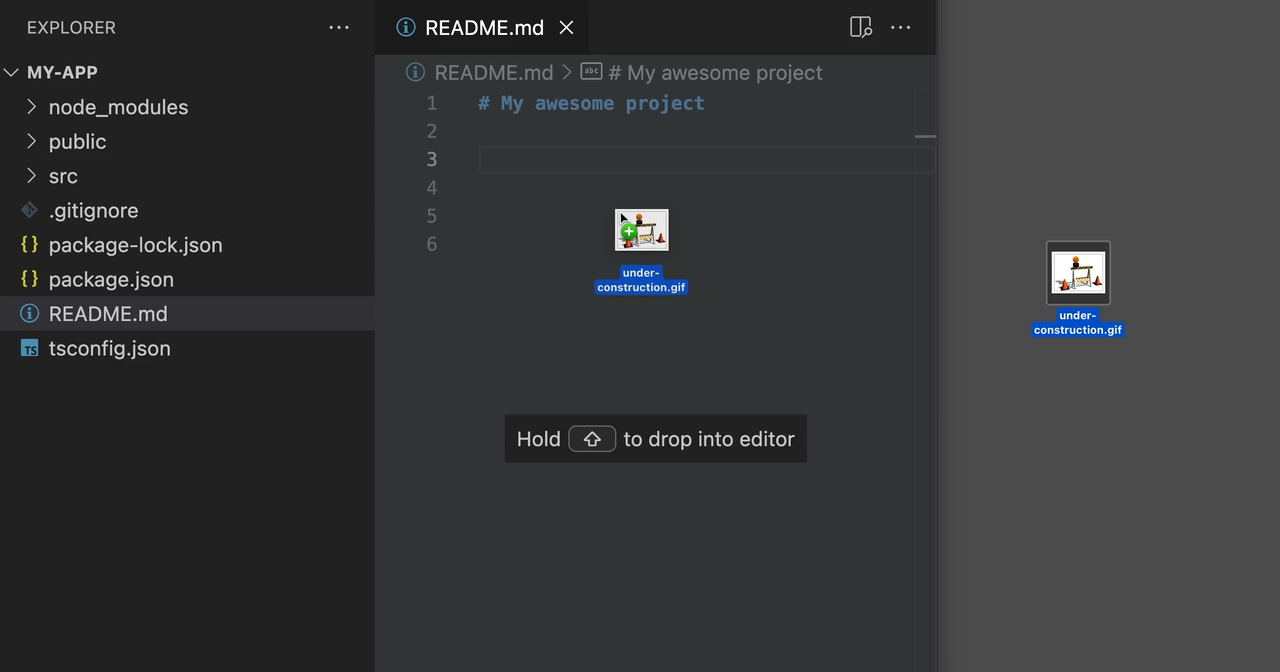 EXPLORER
MY-APP
node_modules
public
src
.gitignore
{} package-lock.json
{} package.json
README.md
TS tsconfig.json
README.md
README.md > abc # My awesome project
1 # My awesome project
2
3
4
5
6
under-
construction.gif
Hold ⇧ to drop into editor
under-
construction.gif